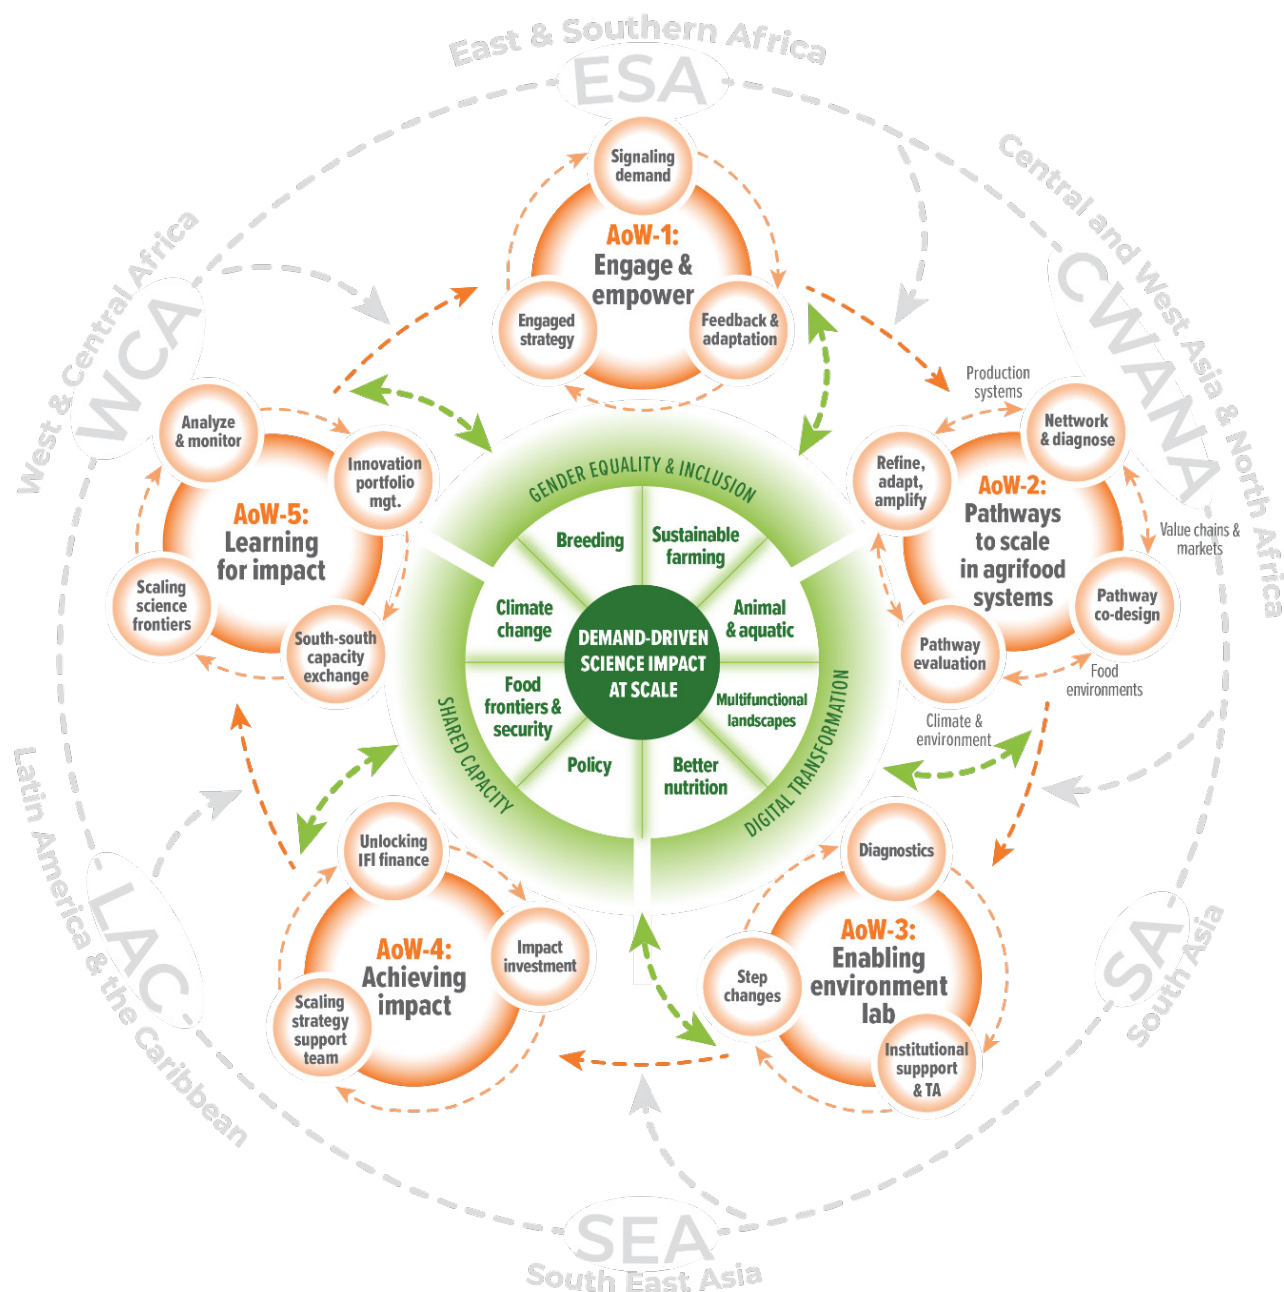 East & Southern Africa
ESA
Central and West Asia & North Africa
CWANA
West & Central Africa
WCA
Signaling
demand
AoW-1:
Engage &
empower
Engaged
strategy
Feedback &
adaptation
Production
systems
Nettwork
& diagnose
Refine,
adapt,
amplify
AoW-2:
Pathways
to scale
in agrifood
systems
Value chains &
markets
Pathway
co-design
Pathway
evaluation
Food
environments
Climate &
environment
Analyze
& monitor
Innovation
portfolio
mgt.
AoW-5:
Learning
for impact
Scaling
science
frontiers
South-south
capacity
exchange
GENDER EQUALITY & INCLUSION
Breeding
Sustainable
farming
Climate
change
Animal
& aquatic
DEMAND-DRIVEN
SCIENCE IMPACT
AT SCALE
Food
frontiers &
security
Multifunctional
landscapes
Policy
Better
nutrition
SHARED CAPACITY
DIGITAL TRANSFORMATION
Unlocking
IFI finance
AoW-4:
Achieving
impact
Impact
investment
Scaling
strategy
support
team
Diagnostics
AoW-3:
Enabling
environment
lab
Step
changes
Institutional
suppport
& TA
LAC
Latin America & the Caribbean
SA
South Asia
SEA
South East Asia